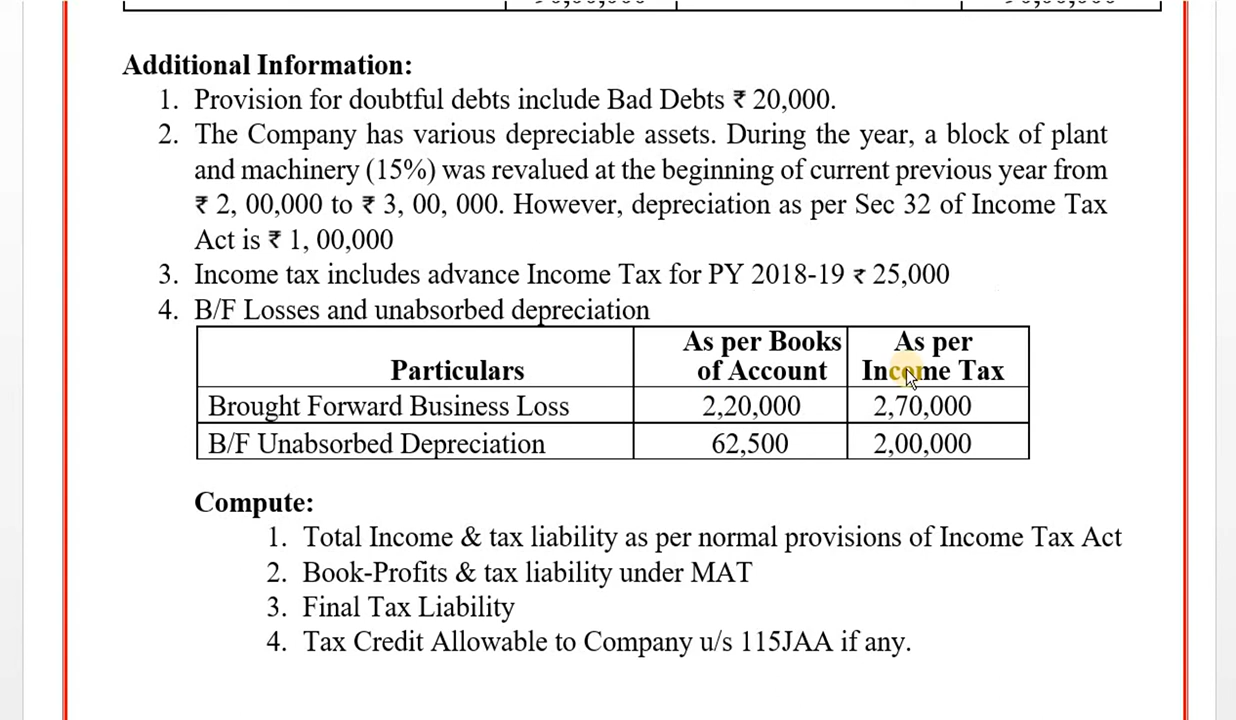 Additional Information:
1. Provision for doubtful debts include Bad Debts ₹ 20,000.
2. The Company has various depreciable assets. During the year, a block of plant
and machinery (15%) was revalued at the beginning of current previous year from
₹ 2, 00,000 to ₹ 3, 00, 000. However, depreciation as per Sec 32 of Income Tax
Act is ₹ 1, 00,000
3. Income tax includes advance Income Tax for PY 2018-19 ₹ 25,000
4. B/F Losses and unabsorbed depreciation
Particulars As per Books of Account As per Income Tax
Brought Forward Business Loss 2,20,000 2,70,000
B/F Unabsorbed Depreciation 62,500 2,00,000
Compute:
1. Total Income & tax liability as per normal provisions of Income Tax Act
2. Book-Profits & tax liability under MAT
3. Final Tax Liability
4. Tax Credit Allowable to Company u/s 115JAA if any.